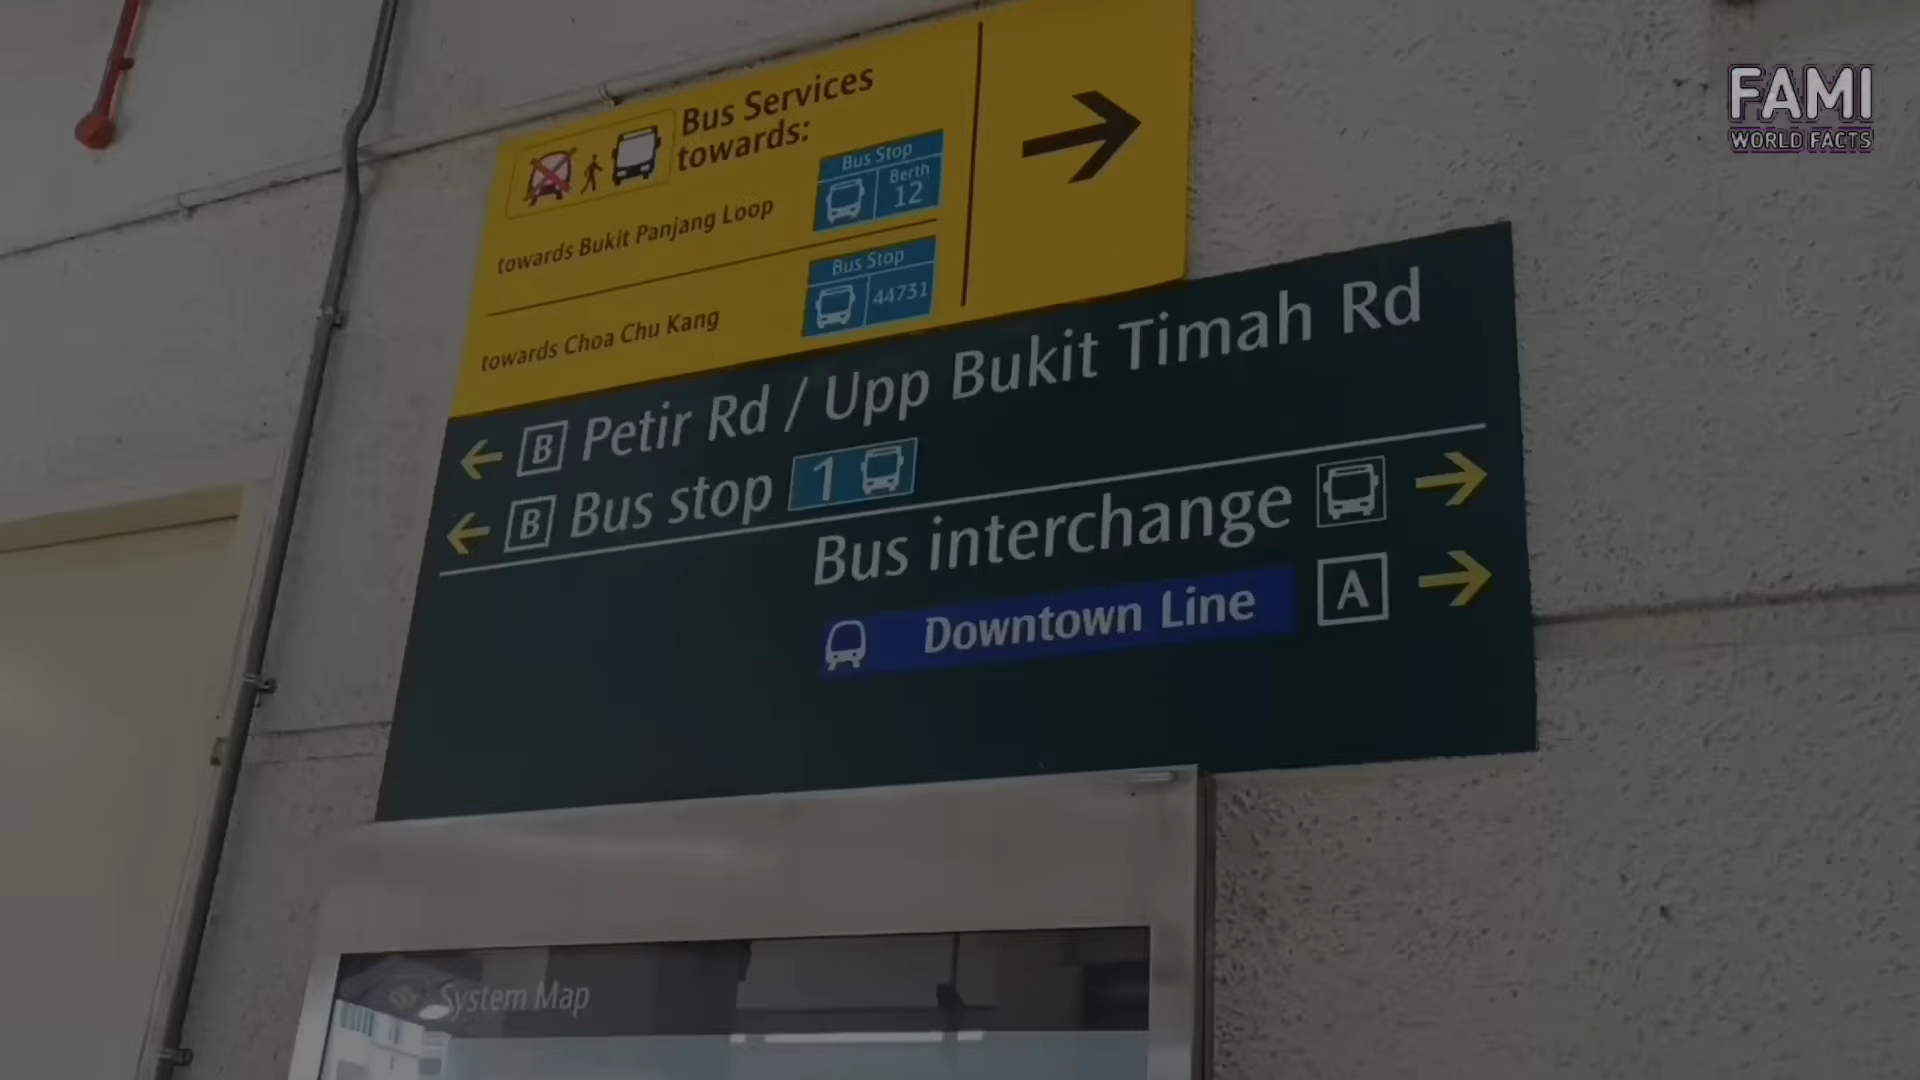 Bus Services
towards:
towards Bukit Panjang Loop
Bus Stop
Berth
12
towards Choa Chu Kang
Bus Stop
44731
B Petir Rd / Upp Bukit Timah Rd
B Bus stop 1
Bus interchange
Downtown Line A
System Map
FAMI
WORLD FACTS